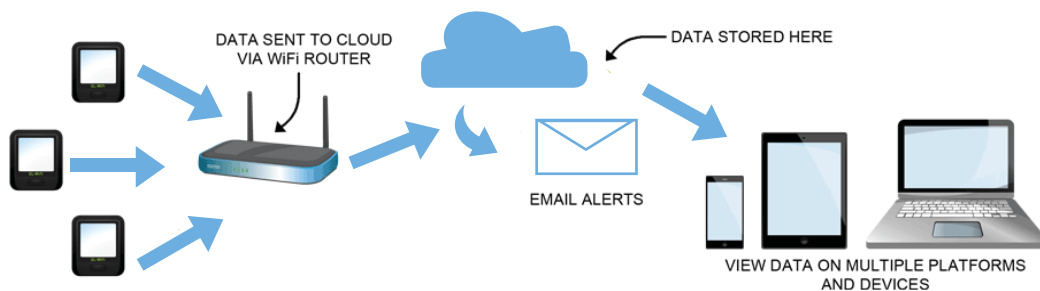 DATA SENT TO CLOUD
VIA WiFi ROUTER
DATA STORED HERE
EMAIL ALERTS
VIEW DATA ON MULTIPLE PLATFORMS
AND DEVICES